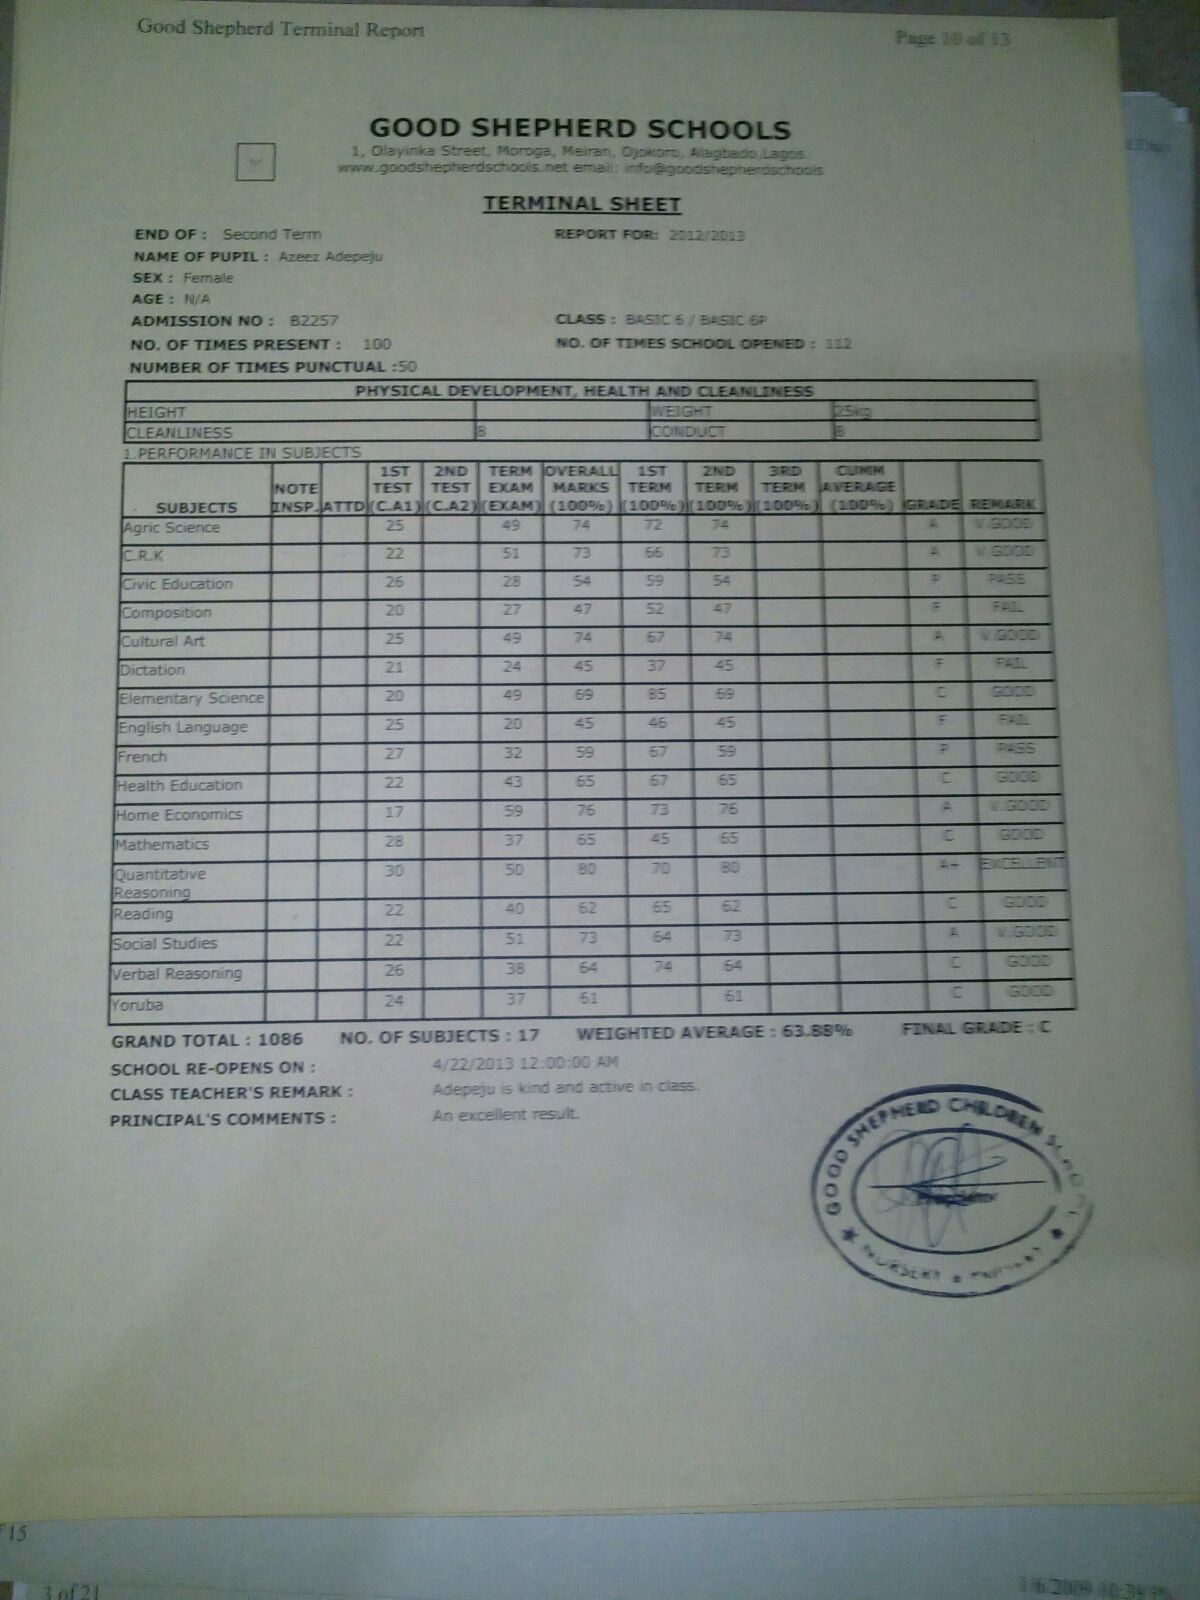 Good Shepherd Terminal Report Page 10 of 13
GOOD SHEPHERD SCHOOLS
1, Olayinka Street, Moroga, Meiran, Ojokoro, Alagbado,Lagos.
www.goodshepherdschools.net email: info@goodshepherdschools
TERMINAL SHEET
END OF : Second Term REPORT FOR: 2012/2013
NAME OF PUPIL : Azeez Adepeju
SEX : Female
AGE : N/A
ADMISSION NO : B2257 CLASS : BASIC 6 / BASIC 6P
NO. OF TIMES PRESENT : 100 NO. OF TIMES SCHOOL OPENED : 112
NUMBER OF TIMES PUNCTUAL :50
PHYSICAL DEVELOPMENT, HEALTH AND CLEANLINESS
HEIGHT WEIGHT 25kg
CLEANLINESS B CONDUCT B
1.PERFORMANCE IN SUBJECTS
1ST 2ND TERM OVERALL 1ST 2ND 3RD CUMM
NOTE TEST TEST EXAM MARKS TERM TERM TERM AVERAGE
SUBJECTS INSP. ATTD (C.A1) (C.A2) (EXAM) (100%) (100%) (100%) (100%) (100%) GRADE REMARK
Agric Science 25 49 74 72 74 A V.GOOD
C.R.K 22 51 73 66 73 A V.GOOD
Civic Education 26 28 54 59 54 P PASS
Composition 20 27 47 52 47 F FAIL
Cultural Art 25 49 74 67 74 A V.GOOD
Dictation 21 24 45 37 45 F FAIL
Elementary Science 20 49 69 85 69 C GOOD
English Language 25 20 45 46 45 F FAIL
French 27 32 59 67 59 P PASS
Health Education 22 43 65 67 65 C GOOD
Home Economics 17 59 76 73 76 A V.GOOD
Mathematics 28 37 65 45 65 C GOOD
Quantitative 30 50 80 70 80 A+ EXCELLENT
Reasoning
Reading 22 40 62 65 62 C GOOD
Social Studies 22 51 73 64 73 A V.GOOD
Verbal Reasoning 26 38 64 74 64 C GOOD
Yoruba 24 37 61 61 C GOOD
GRAND TOTAL : 1086 NO. OF SUBJECTS : 17 WEIGHTED AVERAGE : 63.88% FINAL GRADE : C
SCHOOL RE-OPENS ON : 4/22/2013 12:00:00 AM
CLASS TEACHER'S REMARK : Adepeju is kind and active in class.
PRINCIPAL'S COMMENTS : An excellent result.
GOOD SHEPHERD CHILDREN
NURSERY &
15
3 of 21 1/6/2009